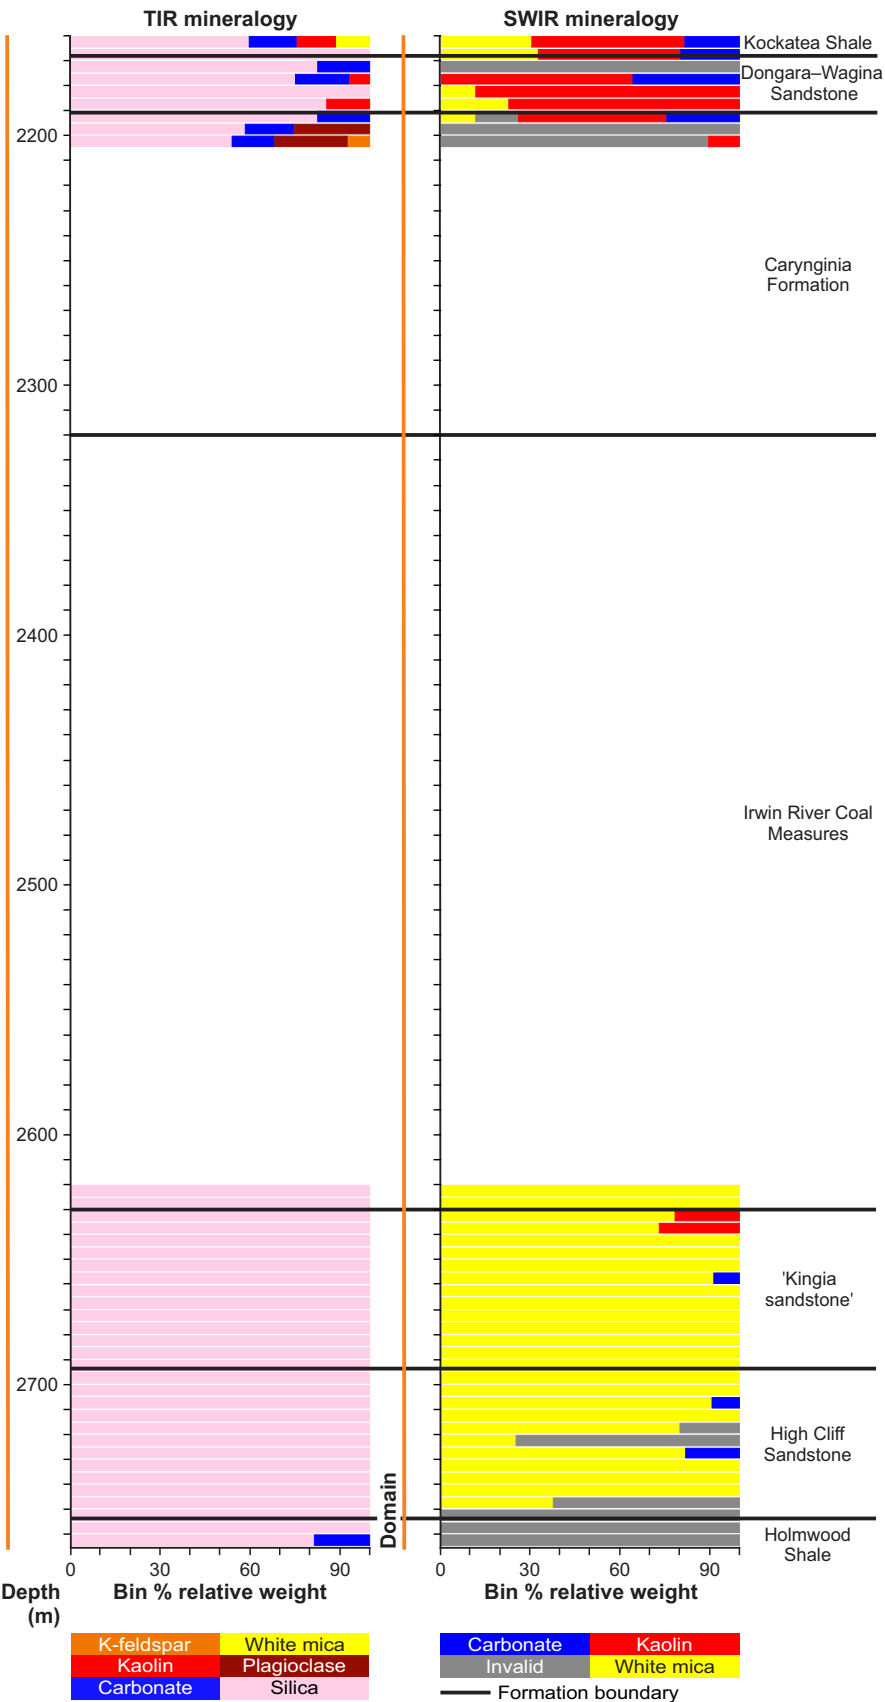 TIR mineralogy
SWIR mineralogy
Kockatea Shale
Dongara–Wagina
Sandstone
2200
Carynginia
Formation
2300
2400
Irwin River Coal
Measures
2500
2600
'Kingia
sandstone'
2700
High Cliff
Sandstone
Domain
Holmwood
Shale
0 30 60 90
0 30 60 90
Depth
(m)
Bin % relative weight
Bin % relative weight
K-feldspar White mica
Kaolin Plagioclase
Carbonate Silica
Carbonate Kaolin
Invalid White mica
Formation boundary